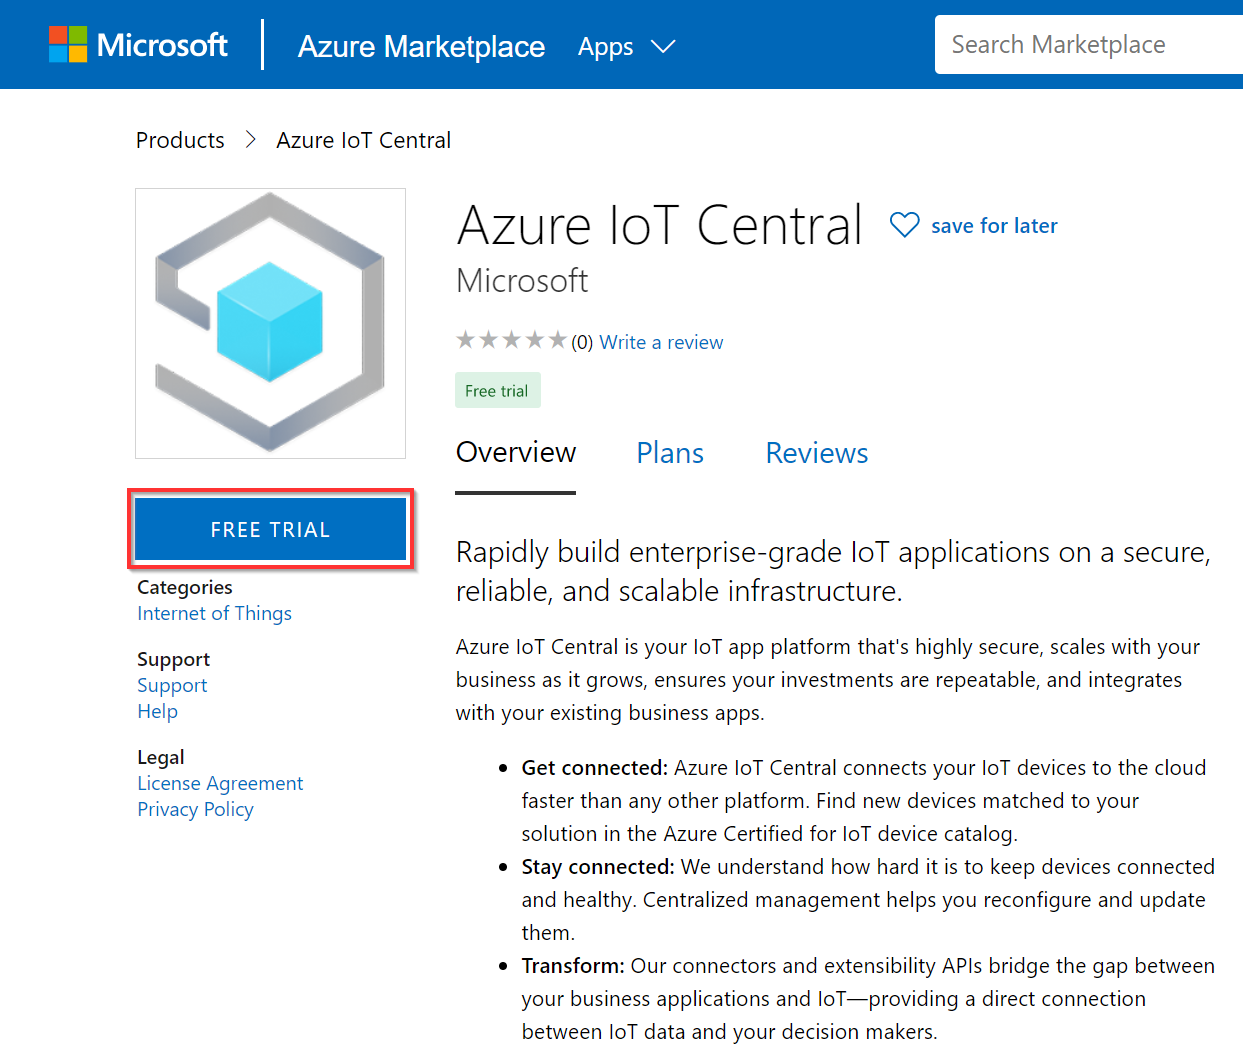 Microsoft
Azure Marketplace
Apps
Search Marketplace
Products > Azure IoT Central
Azure IoT Central
save for later
Microsoft
(0) Write a review
Free trial
Overview
Plans
Reviews
FREE TRIAL
Categories
Internet of Things
Support
Support
Help
Legal
License Agreement
Privacy Policy
Rapidly build enterprise-grade IoT applications on a secure,
reliable, and scalable infrastructure.
Azure IoT Central is your IoT app platform that's highly secure, scales with your
business as it grows, ensures your investments are repeatable, and integrates
with your existing business apps.
• Get connected: Azure IoT Central connects your IoT devices to the cloud
faster than any other platform. Find new devices matched to your
solution in the Azure Certified for IoT device catalog.
• Stay connected: We understand how hard it is to keep devices connected
and healthy. Centralized management helps you reconfigure and update
them.
• Transform: Our connectors and extensibility APIs bridge the gap between
your business applications and IoT—providing a direct connection
between IoT data and your decision makers.